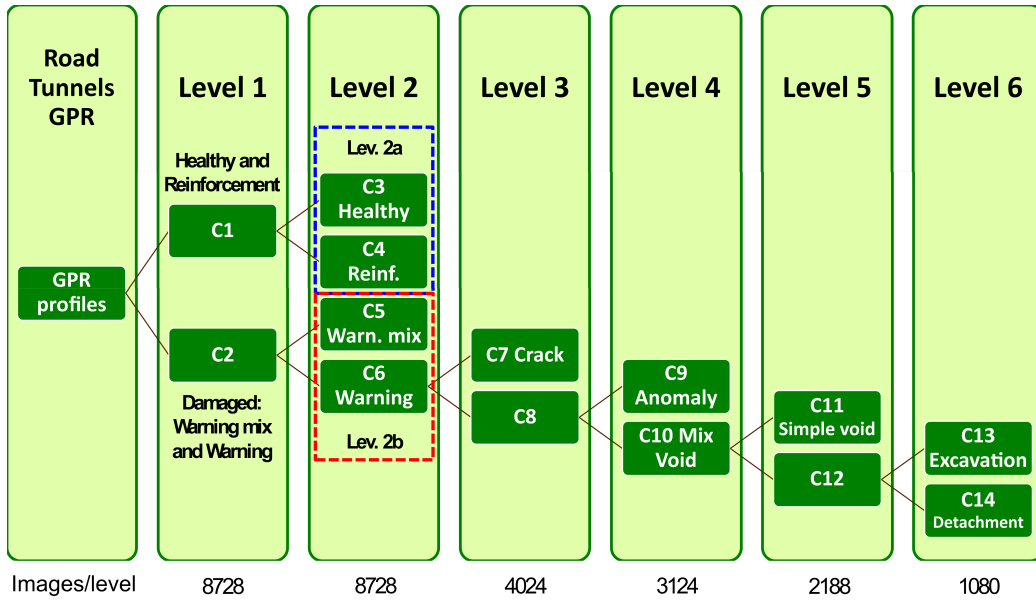 Road
Tunnels
GPR
GPR
profiles
Level 1
Healthy and
Reinforcement
C1
C2
Damaged:
Warning mix
and Warning
Level 2
Lev. 2a
C3
Healthy
C4
Reinf.
C5
Warn. mix
C6
Warning
Lev. 2b
Level 3
C7 Crack
C8
Level 4
C9
Anomaly
C10 Mix
Void
Level 5
C11
Simple void
C12
Level 6
C13
Excavation
C14
Detachment
Images/level 8728 8728 4024 3124 2188 1080